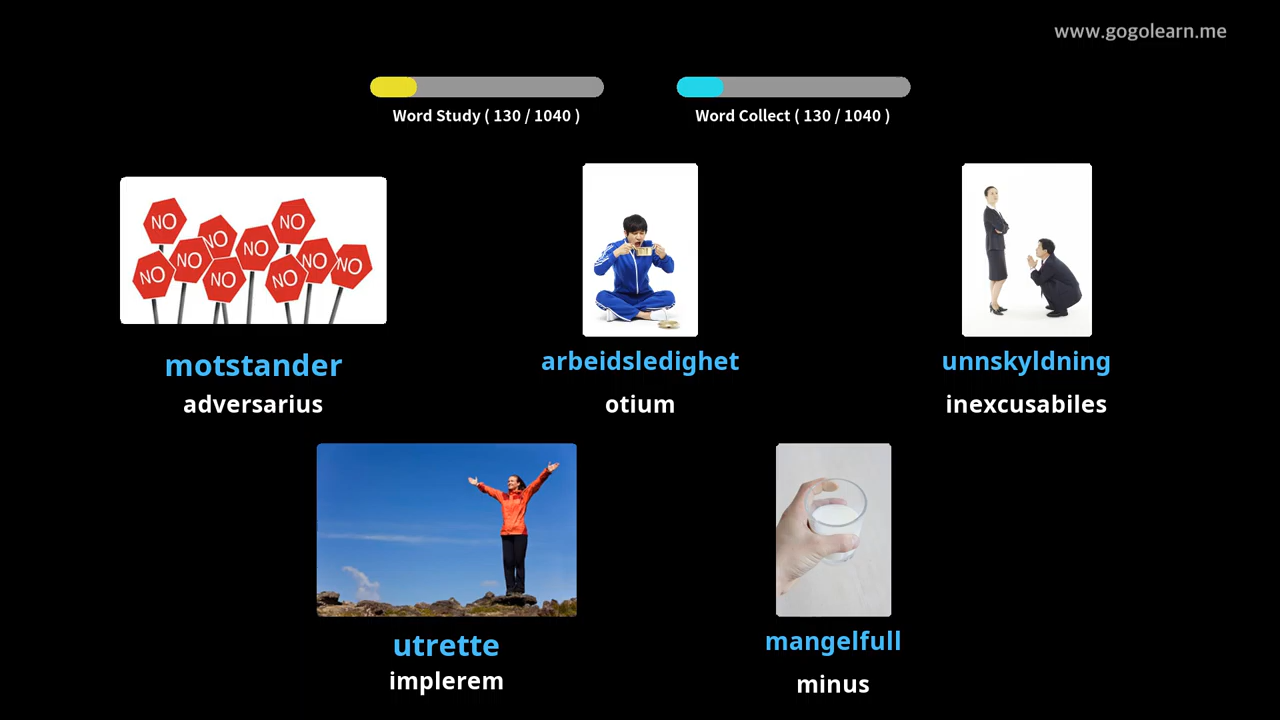 www.gogolearn.me
Word Study ( 130 / 1040 )
Word Collect ( 130 / 1040 )
NO NO NO NO NO NO NO NO NO NO
motstander
adversarius
arbeidsledighet
otium
unnskyldning
inexcusabiles
utrette
implerem
mangelfull
minus